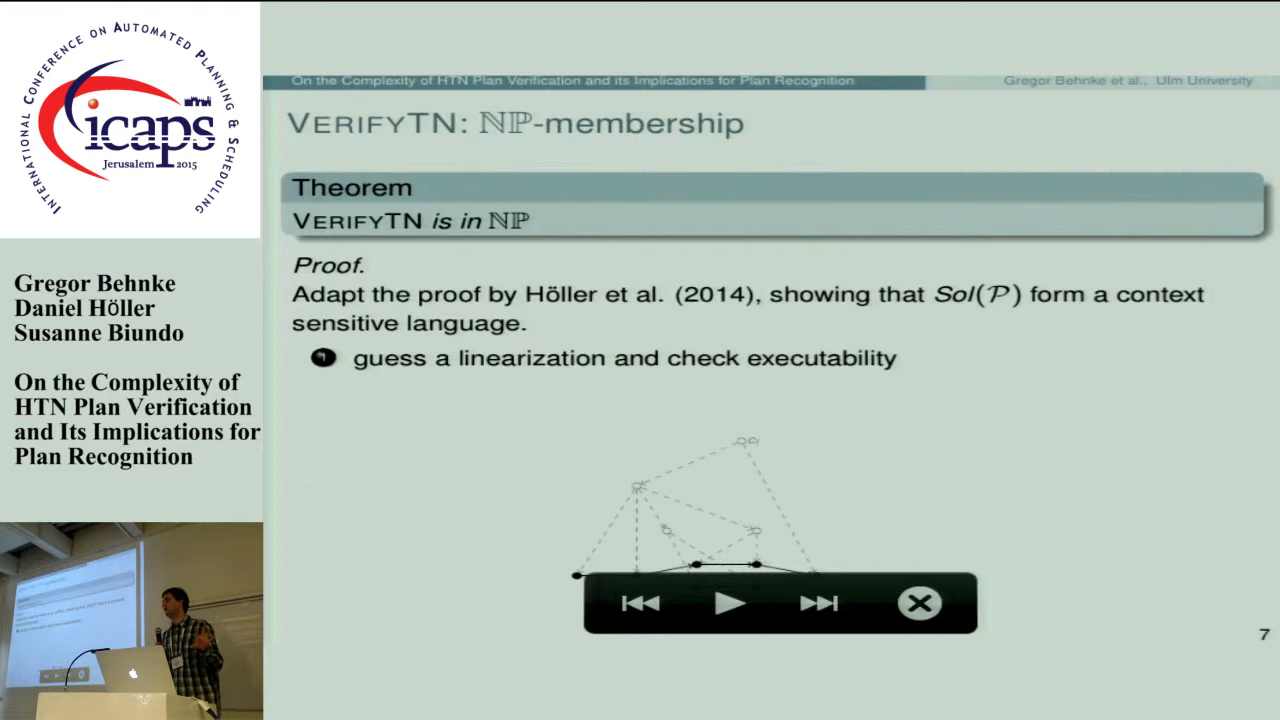 INTERNATIONAL CONFERENCE ON AUTOMATED PLANNING & SCHEDULING
icaps
Jerusalem 2015
Gregor Behnke
Daniel Höller
Susanne Biundo
On the Complexity of
HTN Plan Verification
and Its Implications for
Plan Recognition
On the Complexity of HTN Plan Verification and its Implications for Plan Recognition
Gregor Behnke et al., Ulm University
VERIFYTN: ℕℙ-membership
Theorem
VERIFYTN is in ℕℙ
Proof.
Adapt the proof by Höller et al. (2014), showing that Sol(𝒫) form a context
sensitive language.
guess a linearization and check executability
7